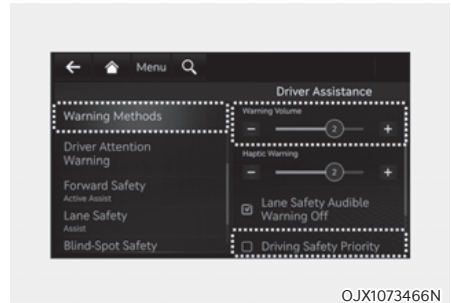 Menu
Driver Assistance
Warning Methods
Driver Attention
Warning
Forward Safety
Active Assist
Lane Safety
Assist
Blind-Spot Safety
Warning Volume
- 2 +
Haptic Warning
- 2 +
Lane Safety Audible
Warning Off
Driving Safety Priority
OJX1073466N